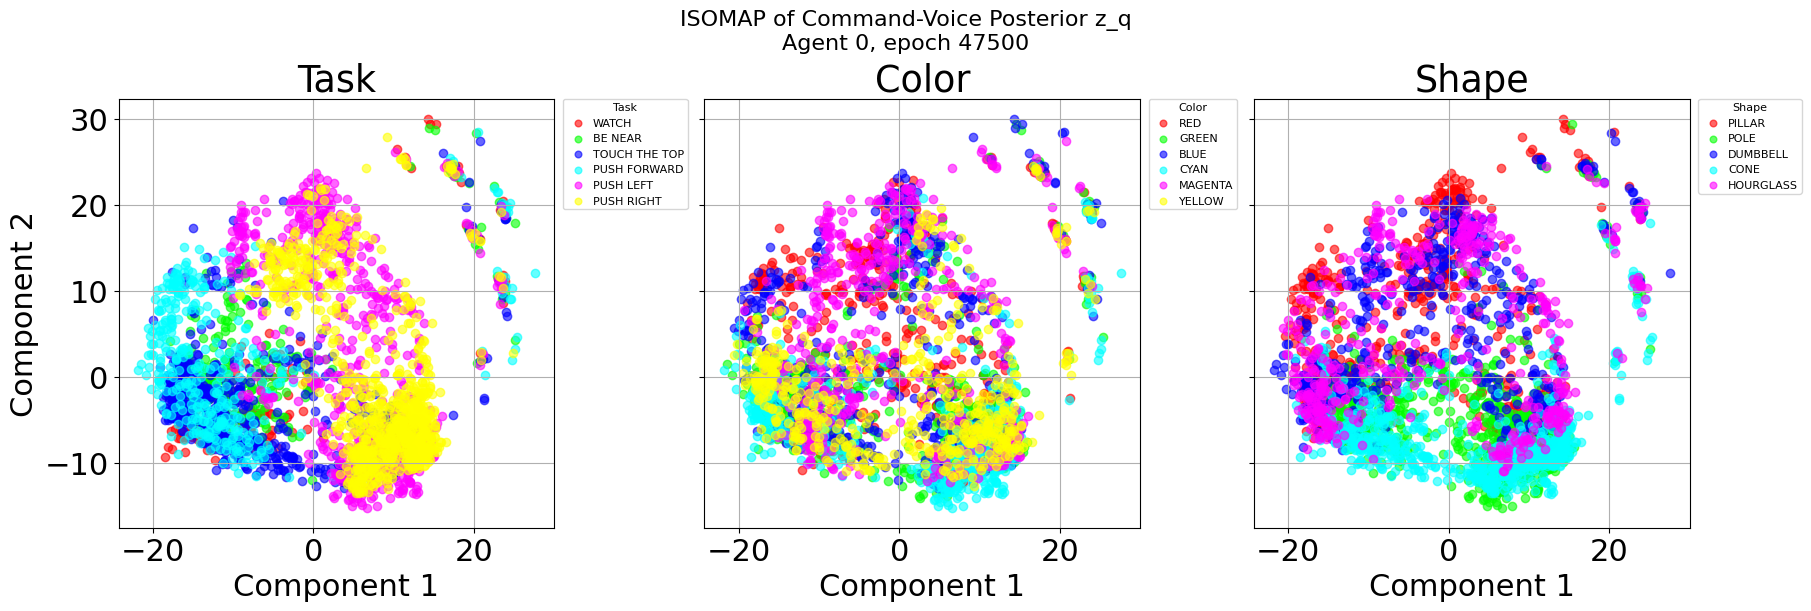 ISOMAP of Command-Voice Posterior z_q
Agent 0, epoch 47500
Task
Color
Shape
Component 2
30
20
10
0
−10
−20 0 20
Component 1
Task
WATCH
BE NEAR
TOUCH THE TOP
PUSH FORWARD
PUSH LEFT
PUSH RIGHT
−20 0 20
Component 1
Color
RED
GREEN
BLUE
CYAN
MAGENTA
YELLOW
−20 0 20
Component 1
Shape
PILLAR
POLE
DUMBBELL
CONE
HOURGLASS